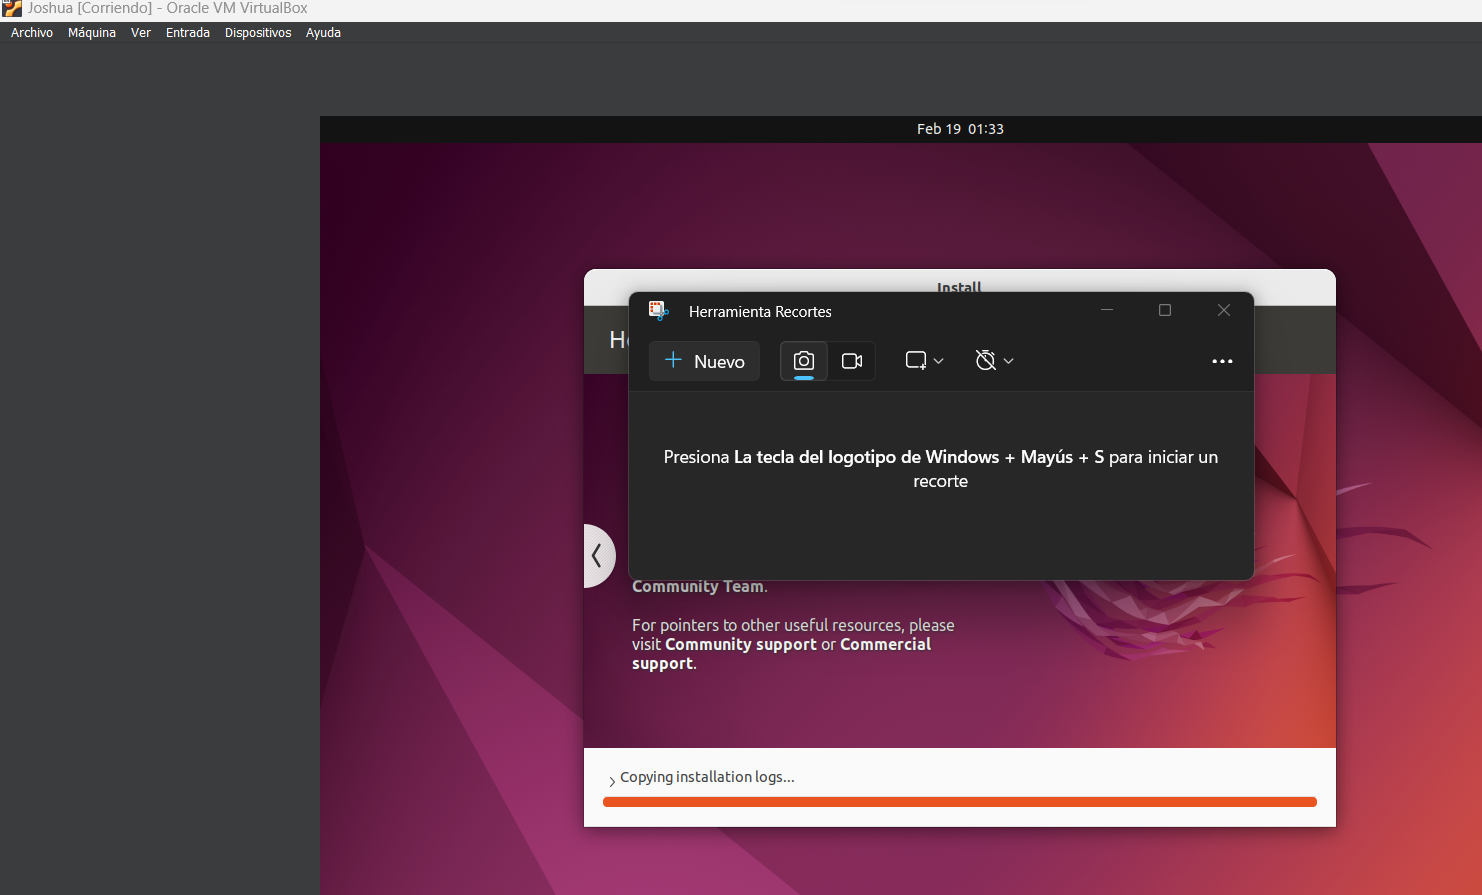 Joshua [Corriendo] - Oracle VM VirtualBox
Archivo Máquina Ver Entrada Dispositivos Ayuda
Feb 19 01:33
Install
Herramienta Recortes
Nuevo
Presiona La tecla del logotipo de Windows + Mayús + S para iniciar un
recorte
Community Team.
For pointers to other useful resources, please
visit Community support or Commercial
support.
Copying installation logs...